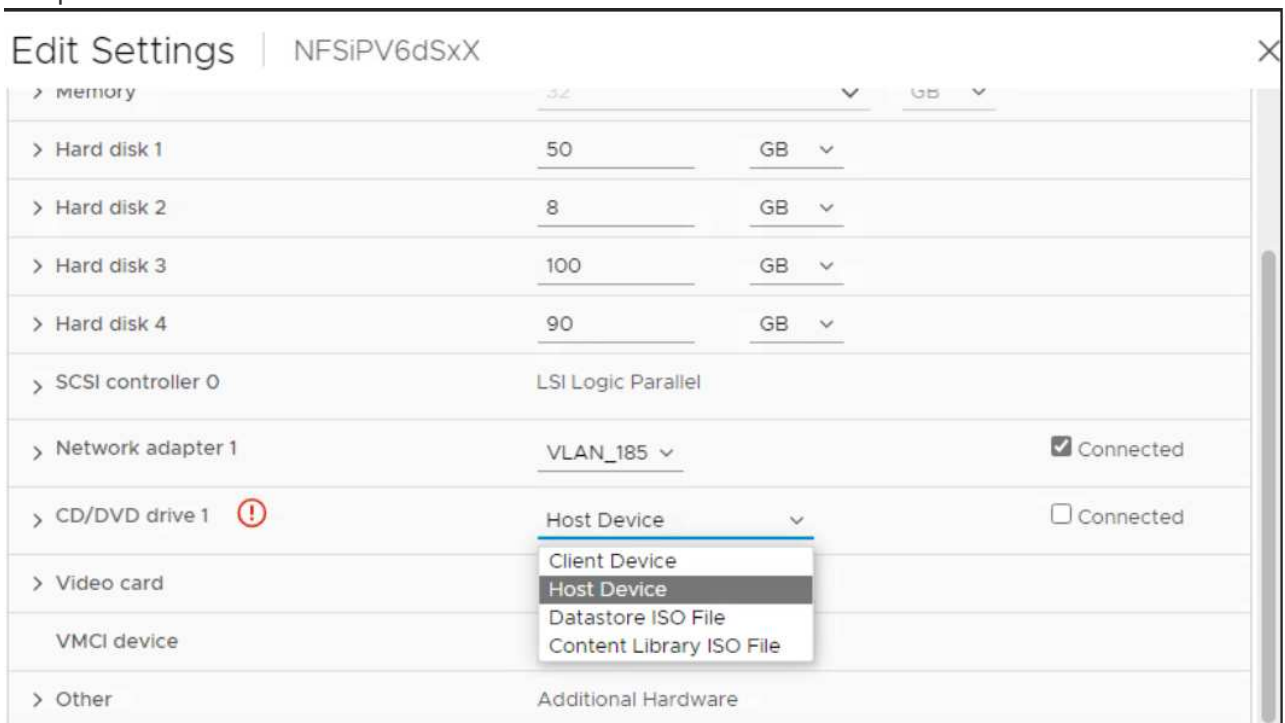 Edit Settings NFSiPV6dSxX
Memory 32 GB
Hard disk 1 50 GB
Hard disk 2 8 GB
Hard disk 3 100 GB
Hard disk 4 90 GB
SCSI controller 0 LSI Logic Parallel
Network adapter 1 VLAN_185 Connected
CD/DVD drive 1 Host Device Connected
Client Device
Video card Host Device
Datastore ISO File
VMCI device Content Library ISO File
Other Additional Hardware